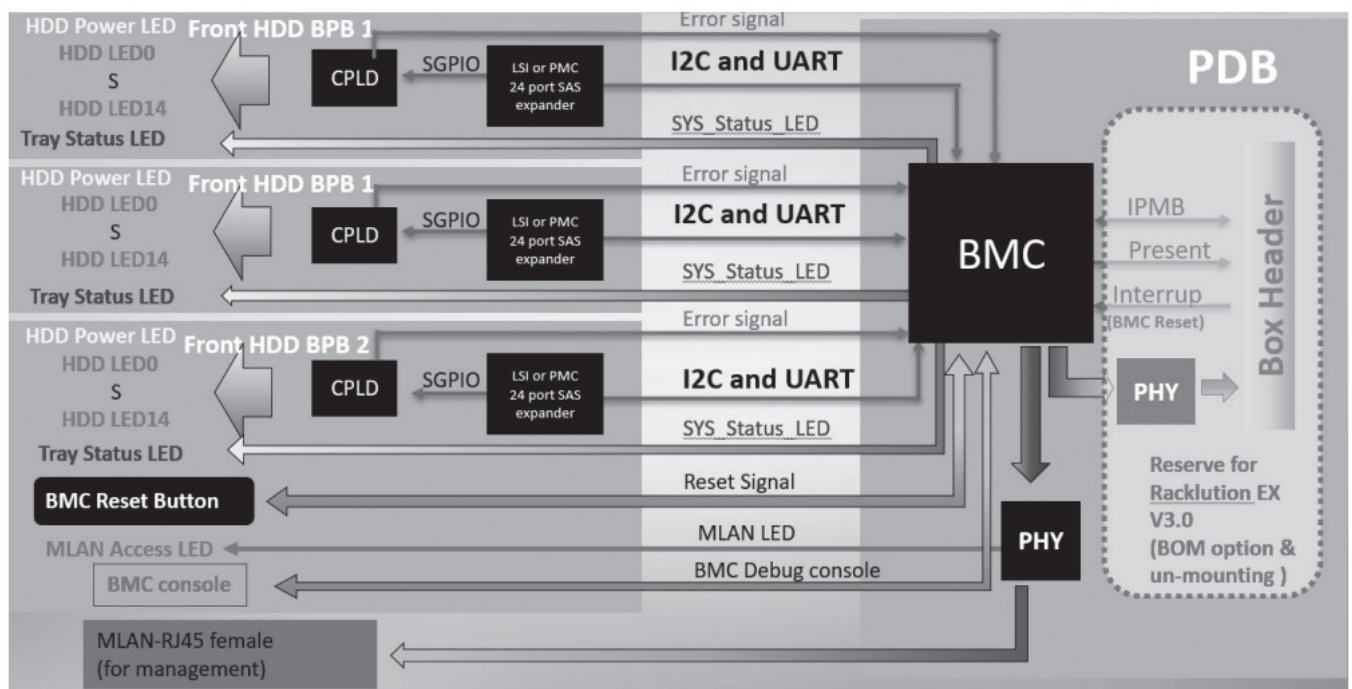 HDD Power LED
Front HDD BPB 1
HDD LED0
S
HDD LED14
Tray Status LED
CPLD
SGPIO
LSI or PMC
24 port SAS
expander
Error signal
I2C and UART
SYS_Status_LED
HDD Power LED
Front HDD BPB 1
HDD LED0
S
HDD LED14
Tray Status LED
CPLD
SGPIO
LSI or PMC
24 port SAS
expander
Error signal
I2C and UART
SYS_Status_LED
HDD Power LED
Front HDD BPB 2
HDD LED0
S
HDD LED14
Tray Status LED
CPLD
SGPIO
LSI or PMC
24 port SAS
expander
Error signal
I2C and UART
SYS_Status_LED
BMC Reset Button
Reset Signal
MLAN Access LED
MLAN LED
BMC console
BMC Debug console
MLAN-RJ45 female
(for management)
BMC
PHY
PDB
IPMB
Present
Interrup
(BMC Reset)
Box Header
PHY
Reserve for
Racklution EX
V3.0
(BOM option &
un-mounting )